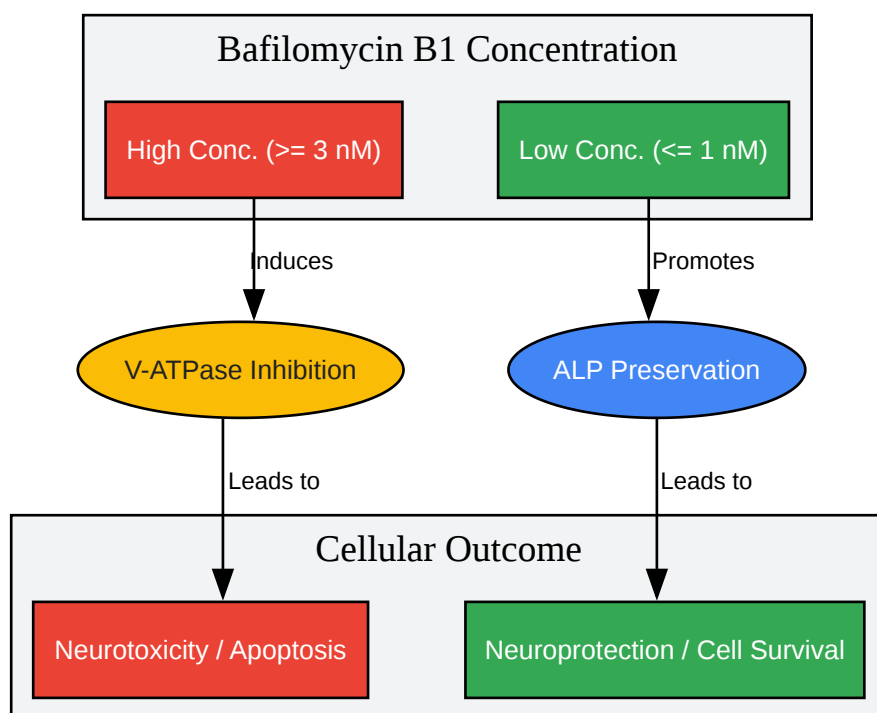 Bafilomycin B1 Concentration
High Conc. (>= 3 nM)
Low Conc. (<= 1 nM)
Induces
Promotes
V-ATPase Inhibition
ALP Preservation
Leads to
Leads to
Cellular Outcome
Neurotoxicity / Apoptosis
Neuroprotection / Cell Survival